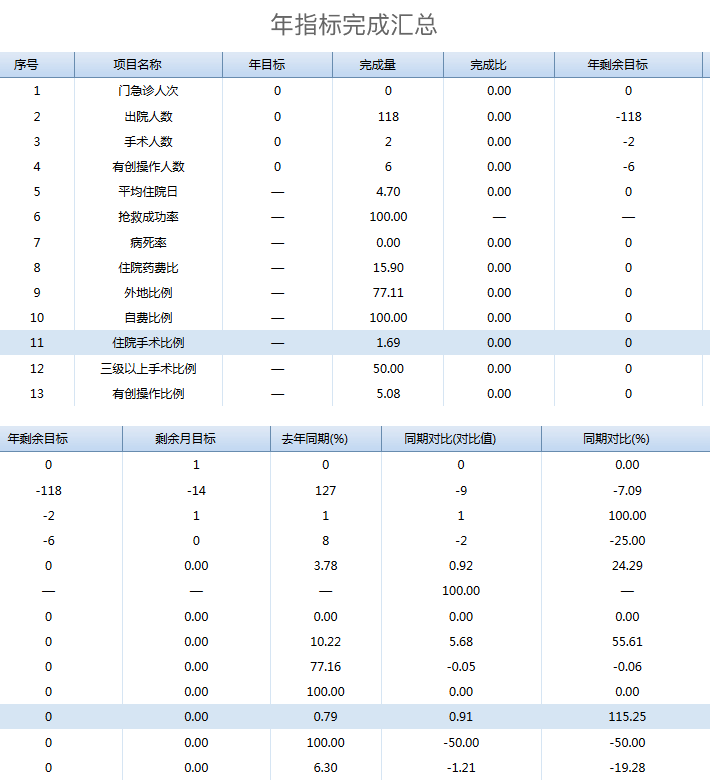 年指标完成汇总
序号 项目名称 年目标 完成量 完成比 年剩余目标
1 门急诊人次 0 0 0.00 0
2 出院人数 0 118 0.00 -118
3 手术人数 0 2 0.00 -2
4 有创操作人数 0 6 0.00 -6
5 平均住院日 — 4.70 0.00 0
6 抢救成功率 — 100.00 — —
7 病死率 — 0.00 0.00 0
8 住院药费比 — 15.90 0.00 0
9 外地比例 — 77.11 0.00 0
10 自费比例 — 100.00 0.00 0
11 住院手术比例 — 1.69 0.00 0
12 三级以上手术比例 — 50.00 0.00 0
13 有创操作比例 — 5.08 0.00 0
年剩余目标 剩余月目标 去年同期(%) 同期对比(对比值) 同期对比(%)
0 1 0 0 0.00
-118 -14 127 -9 -7.09
-2 1 1 1 100.00
-6 0 8 -2 -25.00
0 0.00 3.78 0.92 24.29
— — — 100.00 —
0 0.00 0.00 0.00 0.00
0 0.00 10.22 5.68 55.61
0 0.00 77.16 -0.05 -0.06
0 0.00 100.00 0.00 0.00
0 0.00 0.79 0.91 115.25
0 0.00 100.00 -50.00 -50.00
0 0.00 6.30 -1.21 -19.28